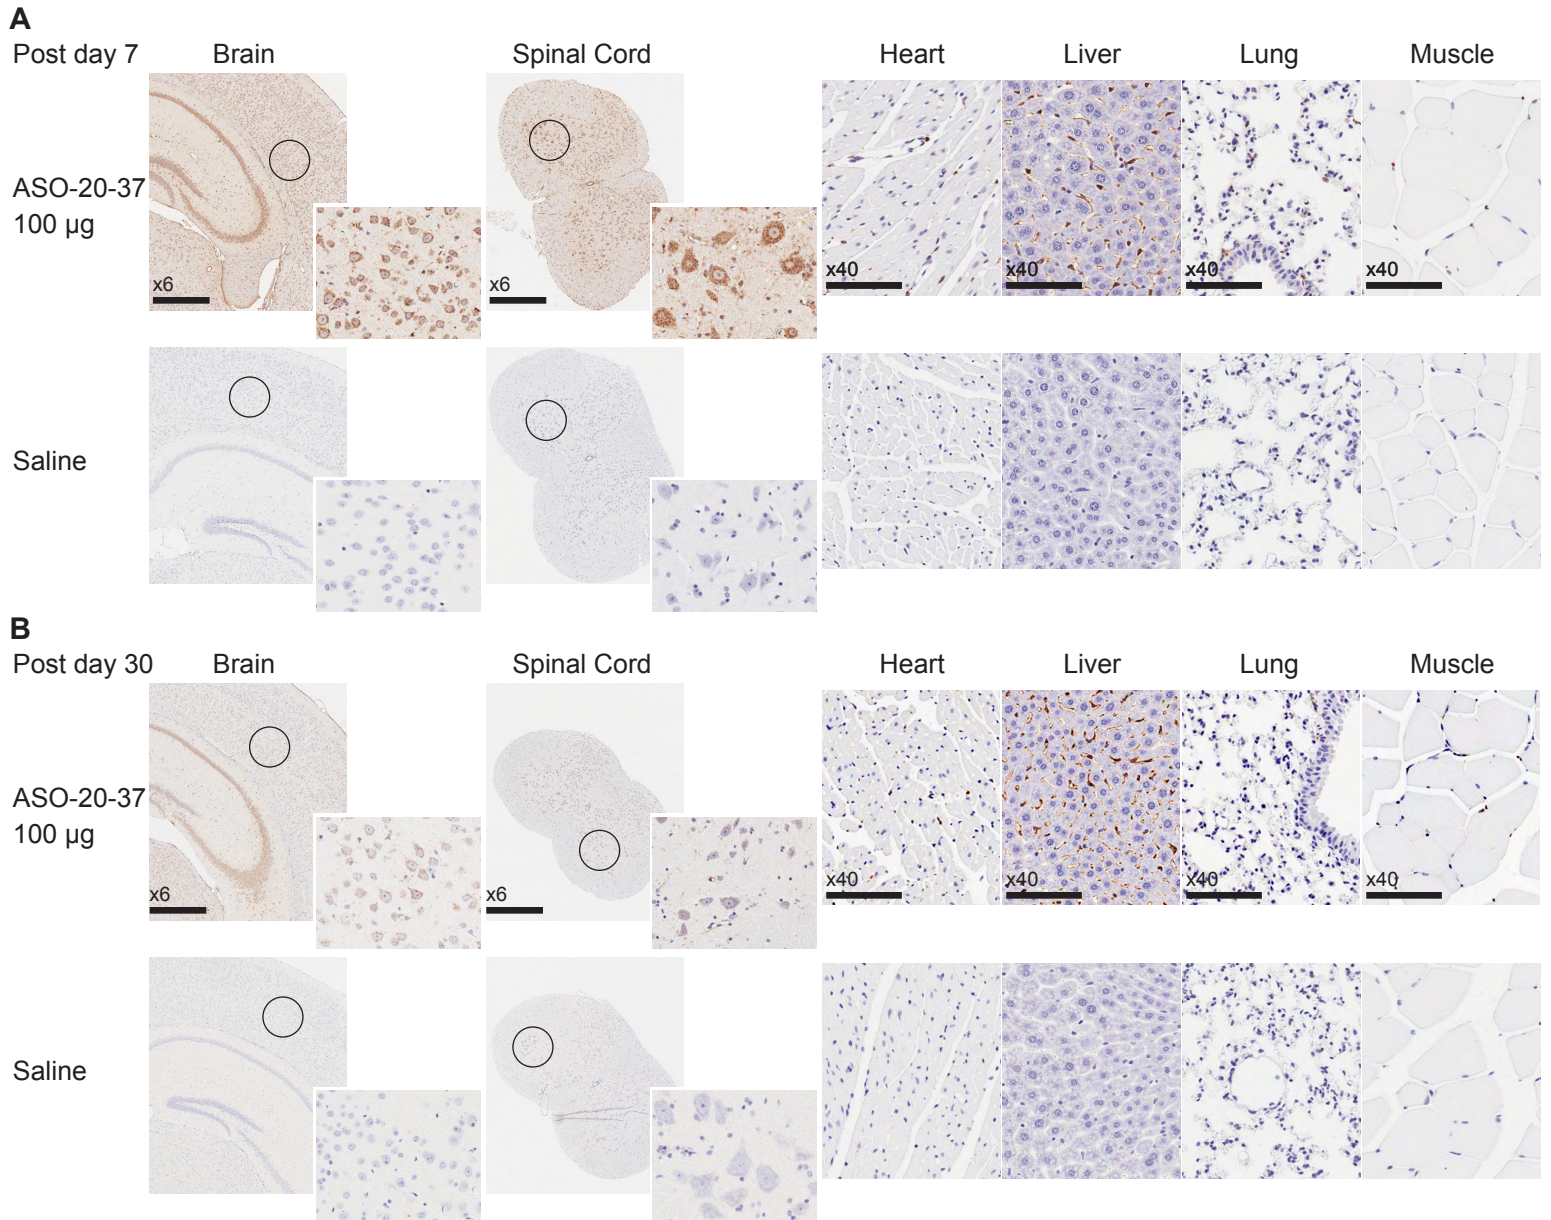 A
Post day 7 Brain Spinal Cord Heart Liver Lung Muscle
ASO-20-37
100 µg
x6 x6 x40 x40 x40 x40
Saline
B
Post day 30 Brain Spinal Cord Heart Liver Lung Muscle
ASO-20-37
100 µg
x6 x6 x40 x40 x40 x40
Saline